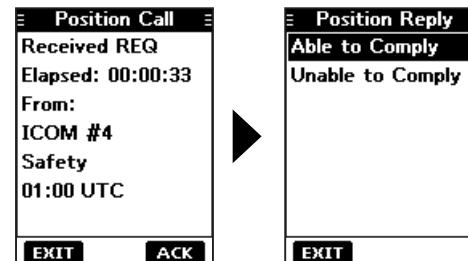 Position Call
Received REQ
Elapsed: 00:00:33
From:
ICOM #4
Safety
01:00 UTC
EXIT ACK
Position Reply
Able to Comply
Unable to Comply
EXIT